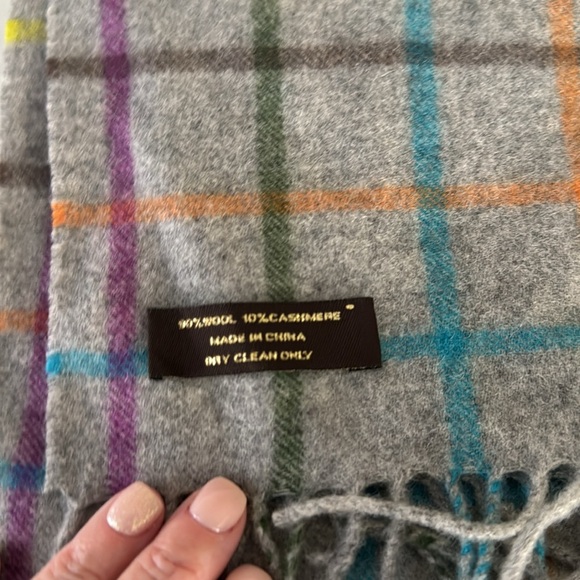 90% WOOL 10% CASHMERE
MADE IN CHINA
DRY CLEAN ONLY